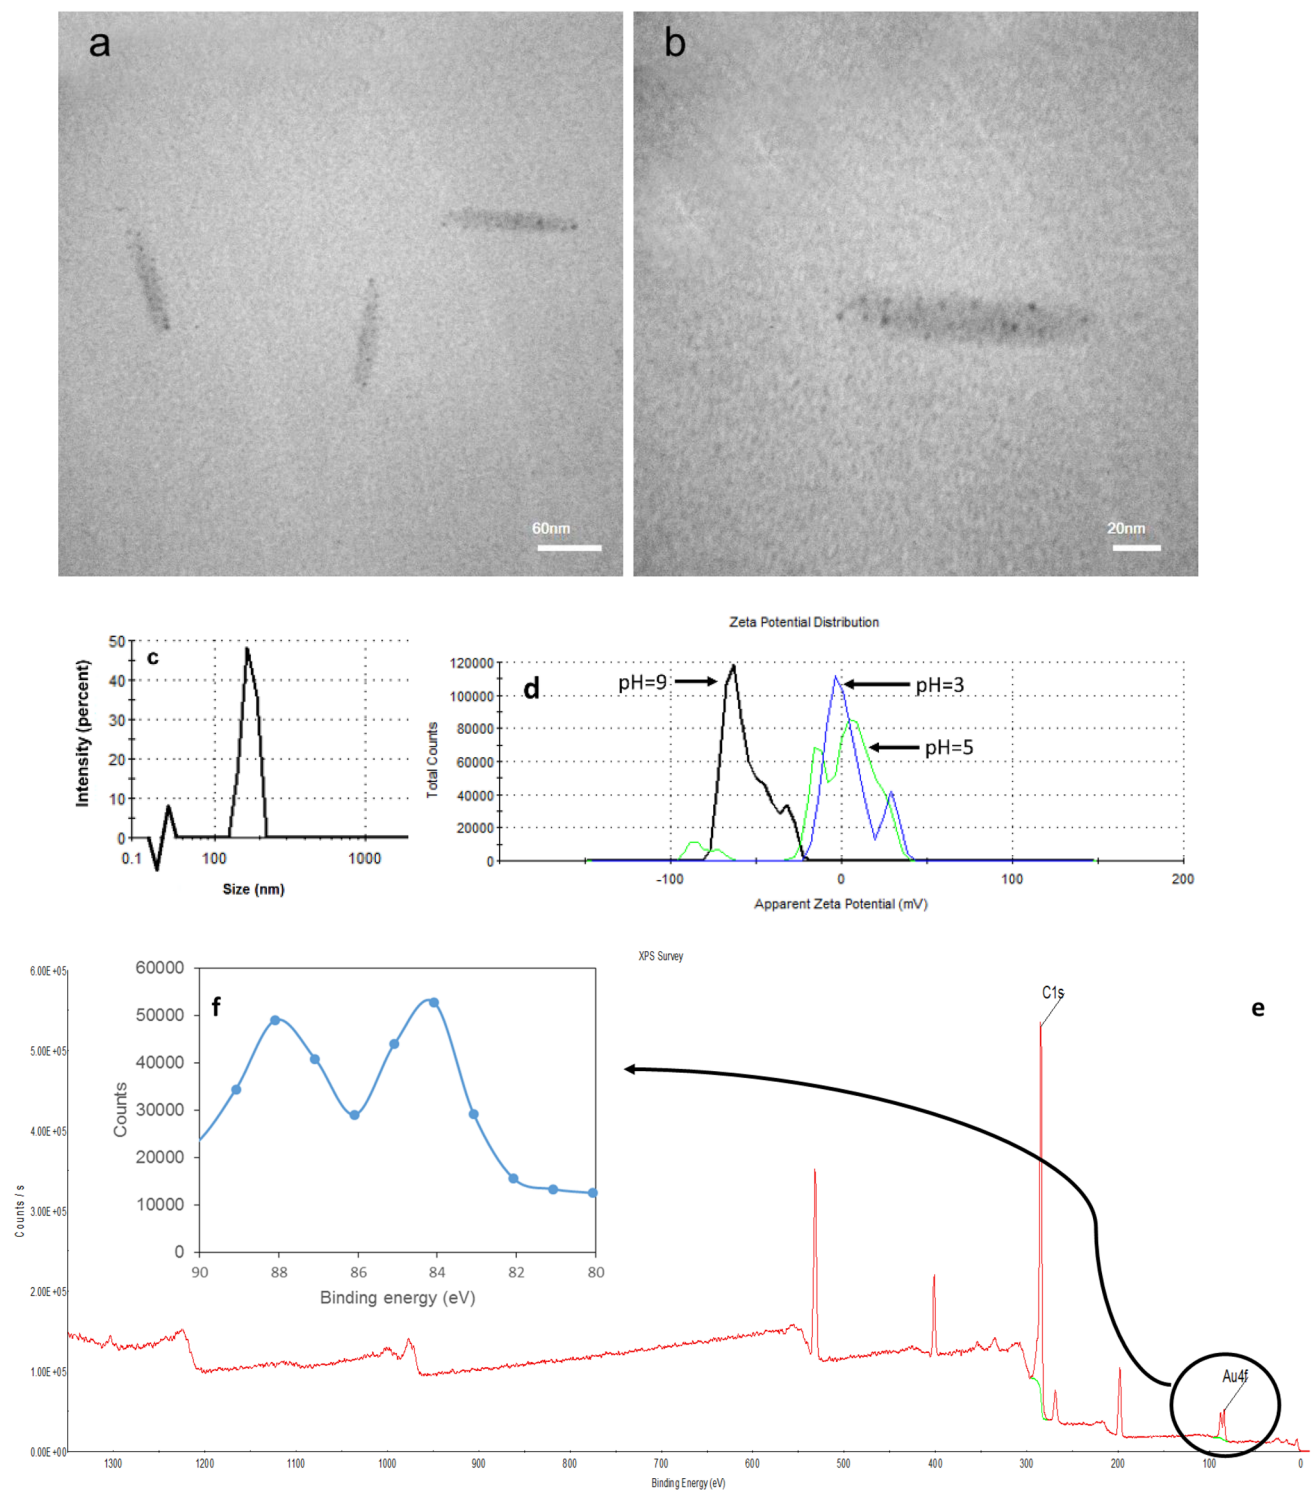 a
b
60nm
20nm
c
50
40
30
20
10
0
0.1
100
1000
Intensity (percent)
Size (nm)
Zeta Potential Distribution
d
120000
100000
80000
60000
40000
20000
0
-100
0
100
200
Total Counts
Apparent Zeta Potential (mV)
pH=9
pH=3
pH=5
XPS Survey
e
6.00E +05
5.00E +05
4.00E +05
3.00E +05
2.00E +05
1.00E +05
0.00E +00
Counts / s
1300
1200
1100
1000
900
800
700
600
500
400
300
200
100
0
Binding Energy (eV)
C1s
Au4f
f
60000
50000
40000
30000
20000
10000
0
Counts
90
88
86
84
82
80
Binding energy (eV)